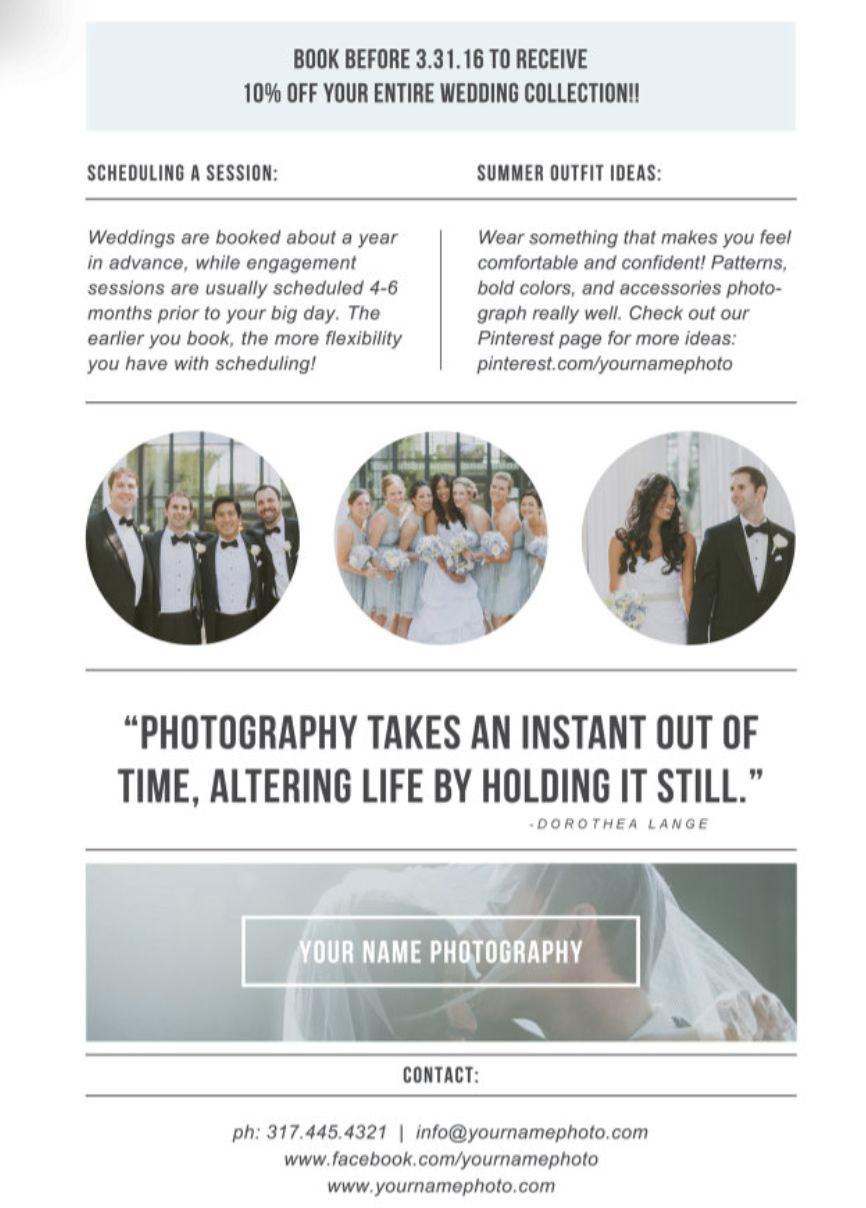 BOOK BEFORE 3.31.16 TO RECEIVE
10% OFF YOUR ENTIRE WEDDING COLLECTION!!
SCHEDULING A SESSION:
Weddings are booked about a year
in advance, while engagement
sessions are usually scheduled 4-6
months prior to your big day. The
earlier you book, the more flexibility
you have with scheduling!
SUMMER OUTFIT IDEAS:
Wear something that makes you feel
comfortable and confident! Patterns,
bold colors, and accessories photo-
graph really well. Check out our
Pinterest page for more ideas:
pinterest.com/yournamephoto
“PHOTOGRAPHY TAKES AN INSTANT OUT OF
TIME, ALTERING LIFE BY HOLDING IT STILL.”
-DOROTHEA LANGE
YOUR NAME PHOTOGRAPHY
CONTACT:
ph: 317.445.4321 | info@yournamephoto.com
www.facebook.com/yournamephoto
www.yournamephoto.com